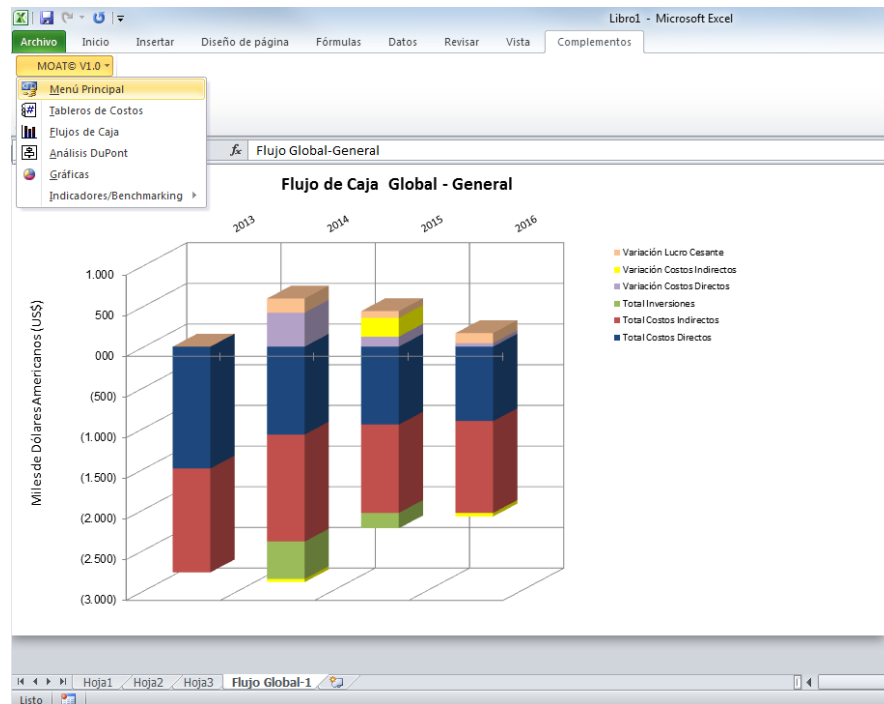 Libro1 - Microsoft Excel
Archivo Inicio Insertar Diseño de página Fórmulas Datos Revisar Vista Complementos
MOAT© V1.0
Menú Principal
Tableros de Costos
Flujos de Caja
Análisis DuPont
Gráficas
Indicadores/Benchmarking
fx Flujo Global-General
Flujo de Caja Global - General
2013 2014 2015 2016
1.000
500
000
(500)
(1.000)
(1.500)
(2.000)
(2.500)
(3.000)
Miles de Dólares Americanos (US$)
Variación Lucro Cesante
Variación Costos Indirectos
Variación Costos Directos
Total Inversiones
Total Costos Indirectos
Total Costos Directos
Hoja1 Hoja2 Hoja3 Flujo Global-1
Listo